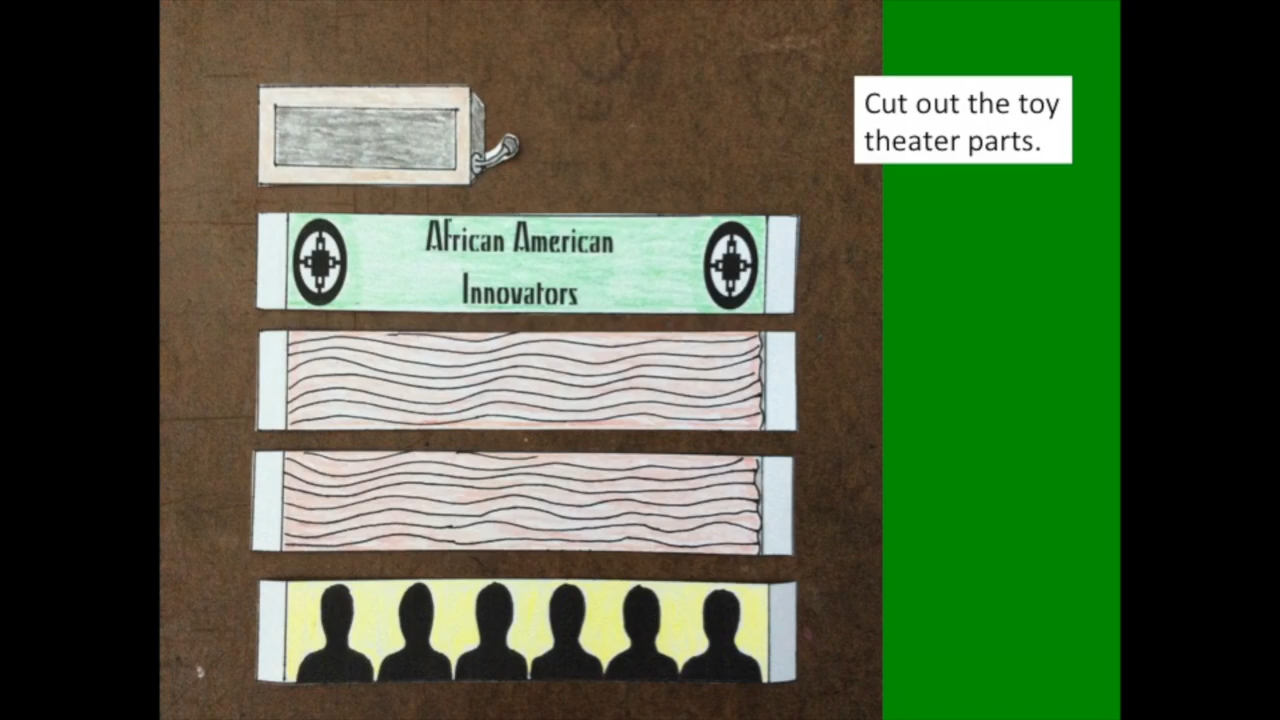 Cut out the toy
theater parts.
African American
Innovators